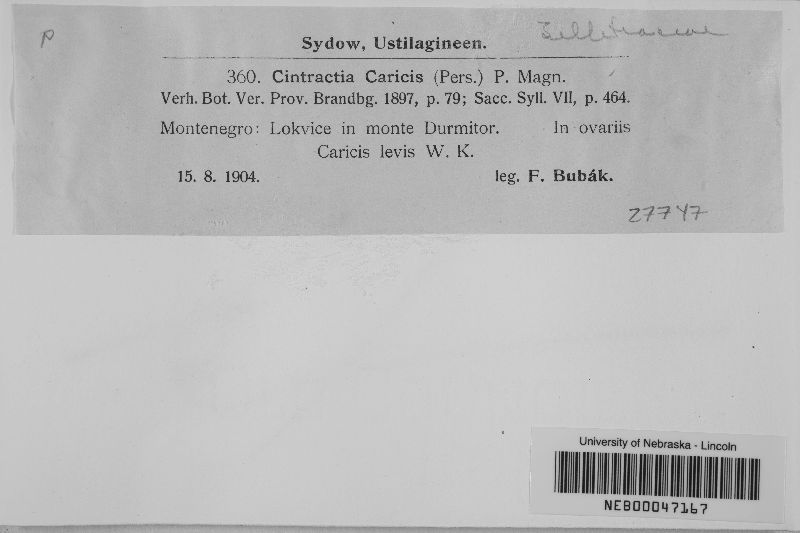 P
Tilletiaceae
Sydow, Ustilagineen.
360. Cintractia Caricis (Pers.) P. Magn.
Verh. Bot. Ver. Prov. Brandbg. 1897, p. 79; Sacc. Syll. VII, p. 464.
Montenegro: Lokvice in monte Durmitor. In ovariis
Caricis levis W. K.
15. 8. 1904. leg. F. Bubák.
27747
University of Nebraska - Lincoln
NEB00047167